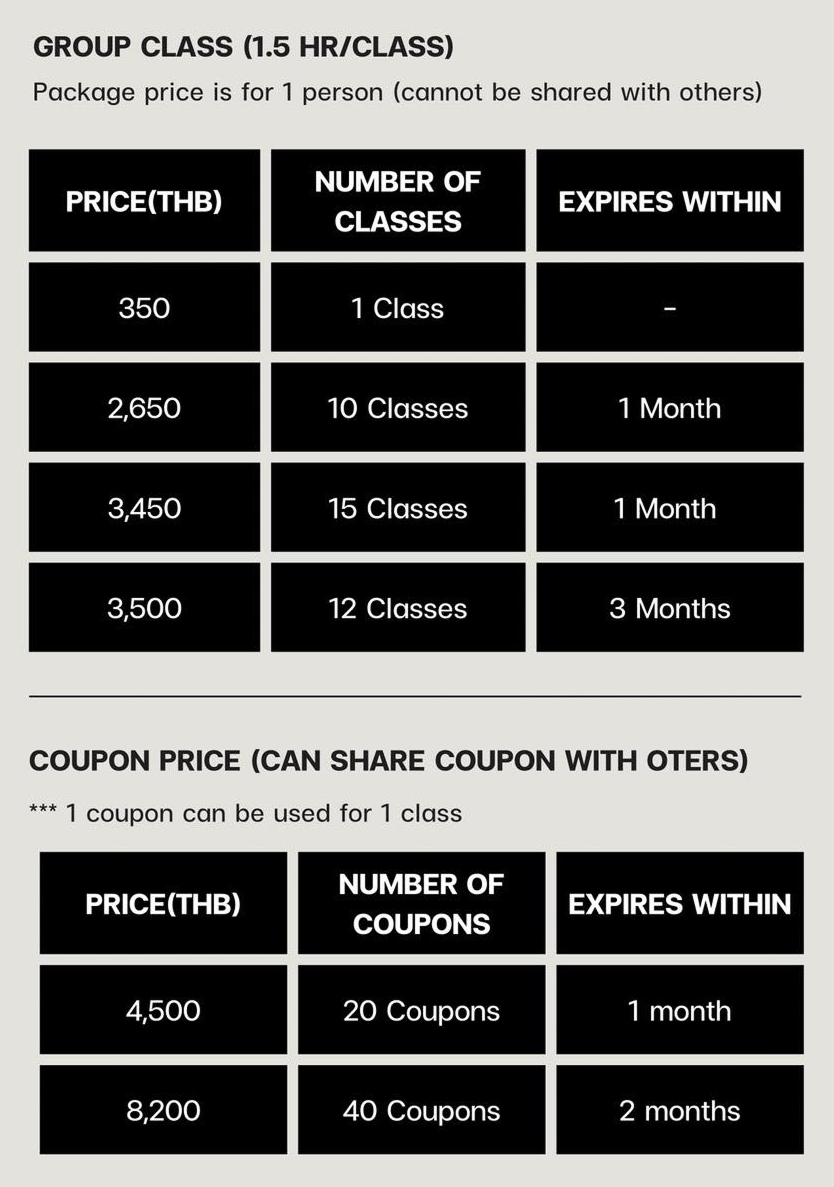 GROUP CLASS (1.5 HR/CLASS)
Package price is for 1 person (cannot be shared with others)
PRICE(THB)
NUMBER OF
CLASSES
EXPIRES WITHIN
350
1 Class
-
2,650
10 Classes
1 Month
3,450
15 Classes
1 Month
3,500
12 Classes
3 Months
COUPON PRICE (CAN SHARE COUPON WITH OTERS)
*** 1 coupon can be used for 1 class
PRICE(THB)
NUMBER OF
COUPONS
EXPIRES WITHIN
4,500
20 Coupons
1 month
8,200
40 Coupons
2 months